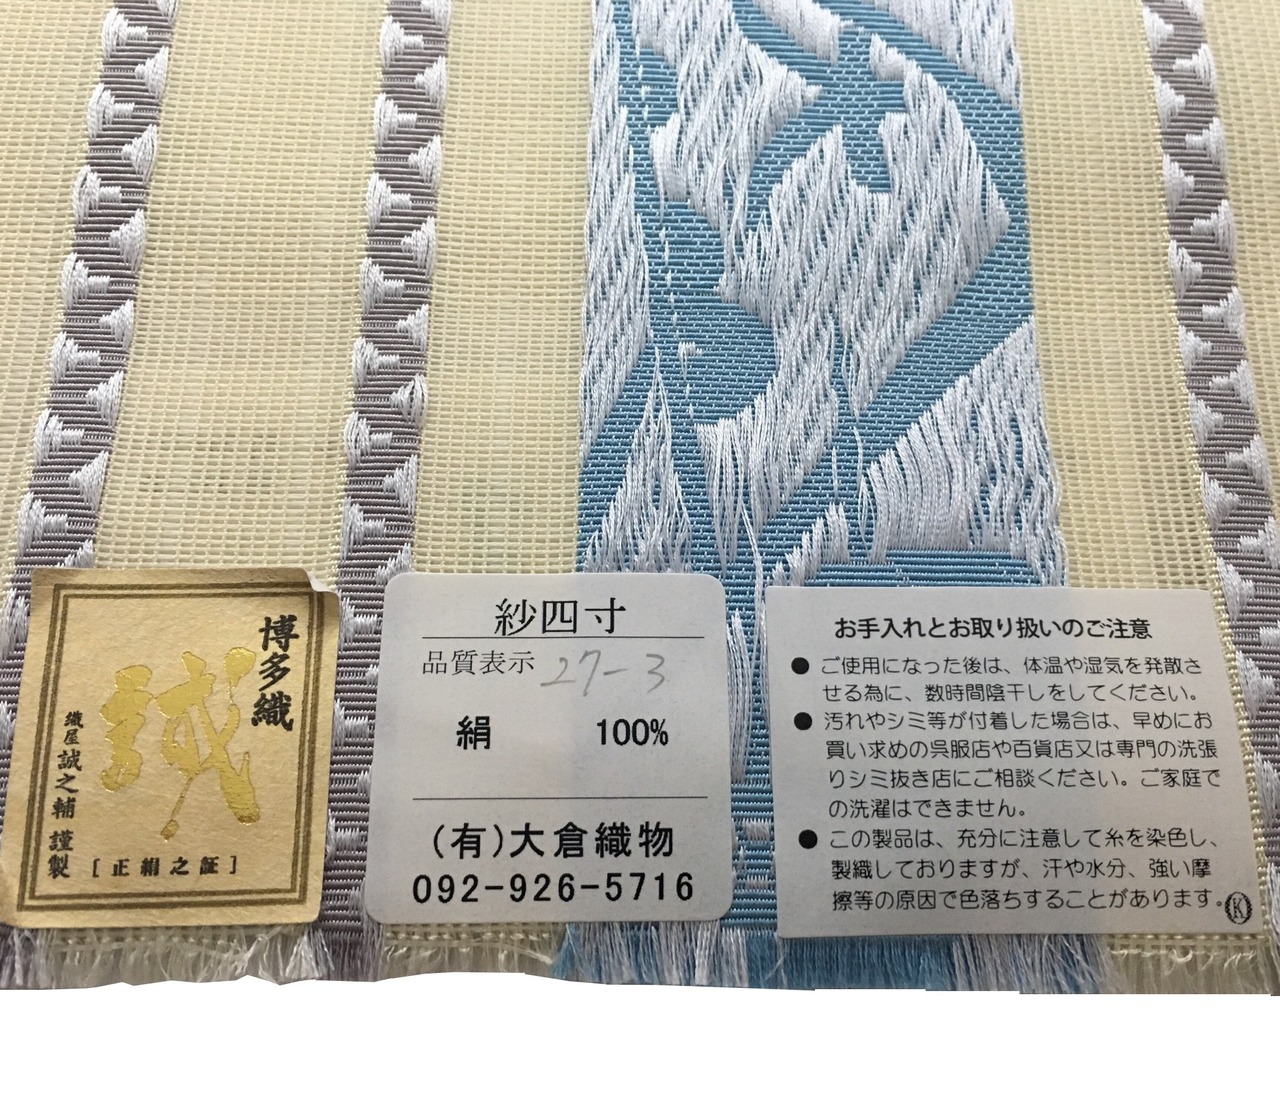 博多織
誠
織屋誠之輔謹製
[正絹之証]
紗四寸
品質表示 27-3
絹 100%
(有)大倉織物
092-926-5716
お手入れとお取り扱いのご注意
● ご使用になった後は、体温や湿気を発散さ
せる為に、数時間陰干しをしてください。
● 汚れやシミ等が付着した場合は、早めにお
買い求めの呉服店や百貨店又は専門の洗張
りシミ抜き店にご相談ください。ご家庭で
の洗濯はできません。
● この製品は、充分に注意して糸を染色し、
製織しておりますが、汗や水分、強い摩
擦等の原因で色落ちすることがあります。
K